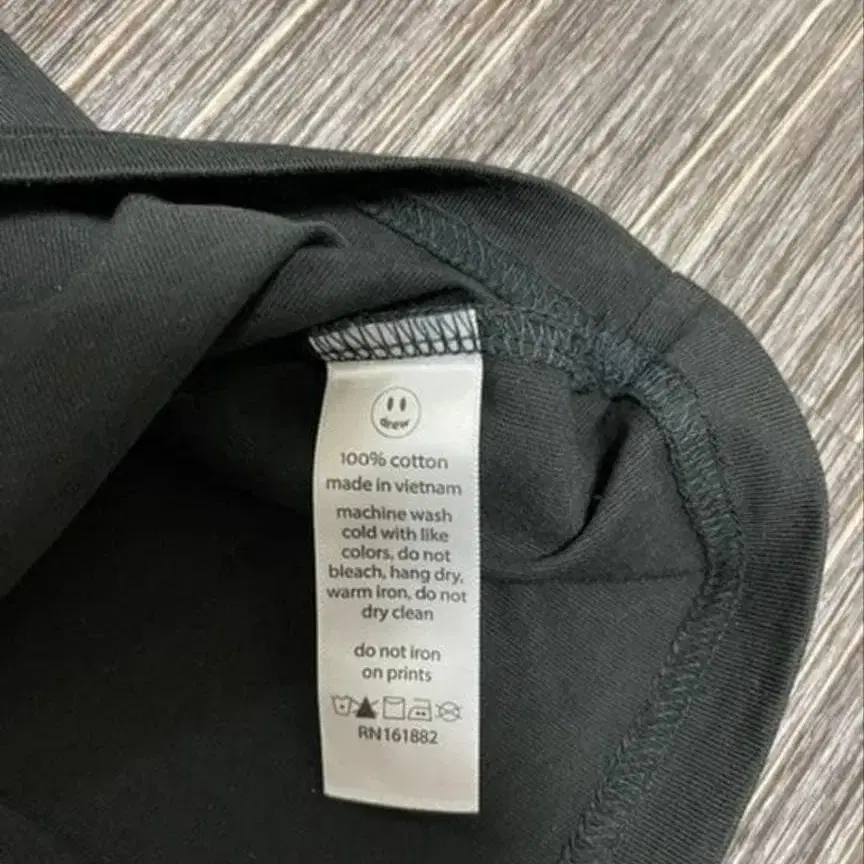 drew
100% cotton
made in vietnam
machine wash
cold with like
colors, do not
bleach, hang dry,
warm iron, do not
dry clean
do not iron
on prints
RN161882